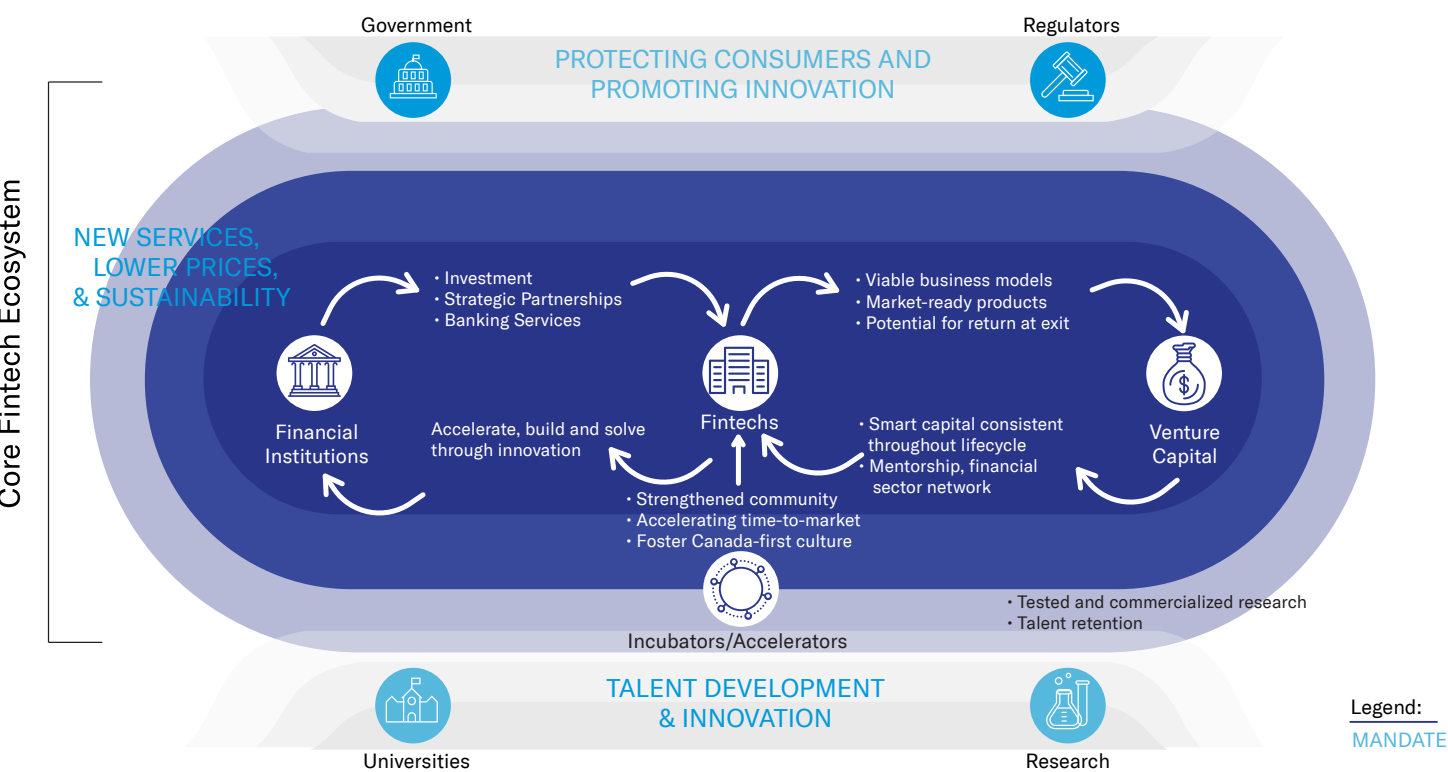 Government
Regulators
PROTECTING CONSUMERS AND
PROMOTING INNOVATION
Core Fintech Ecosystem
NEW SERVICES,
LOWER PRICES,
& SUSTAINABILITY
• Investment
• Strategic Partnerships
• Banking Services
• Viable business models
• Market-ready products
• Potential for return at exit
Financial
Institutions
Accelerate, build and solve
through innovation
Fintechs
• Smart capital consistent
throughout lifecycle
• Mentorship, financial
sector network
Venture
Capital
• Strengthened community
• Accelerating time-to-market
• Foster Canada-first culture
Incubators/Accelerators
• Tested and commercialized research
• Talent retention
TALENT DEVELOPMENT
& INNOVATION
Universities
Research
Legend:
MANDATE